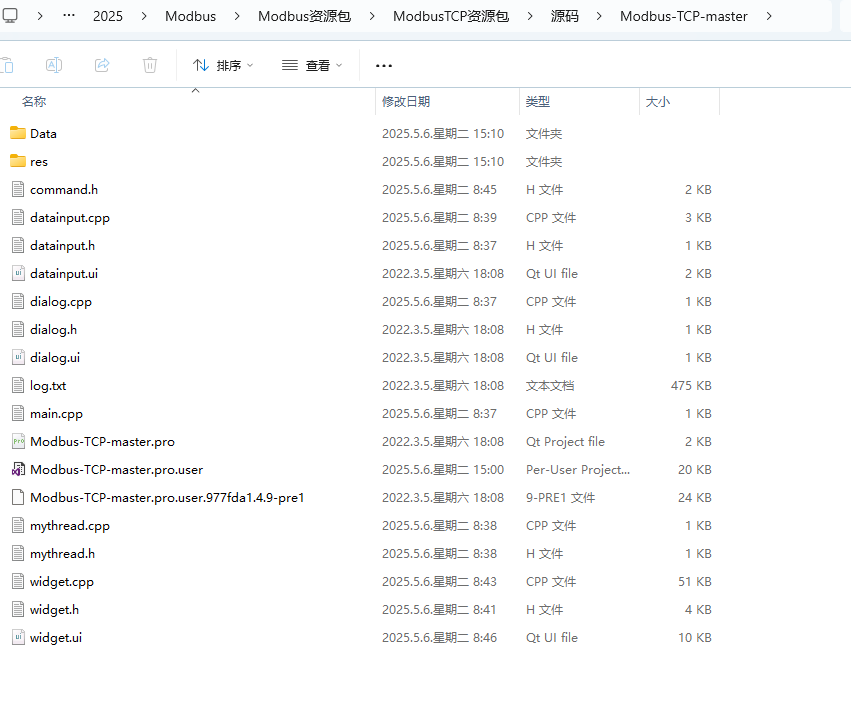 2025 > Modbus > Modbus资源包 > ModbusTCP资源包 > 源码 > Modbus-TCP-master >
排序 查看
名称 修改日期 类型 大小
Data 2025.5.6.星期二 15:10 文件夹
res 2025.5.6.星期二 15:10 文件夹
command.h 2025.5.6.星期二 8:45 H 文件 2 KB
datainput.cpp 2025.5.6.星期二 8:39 CPP 文件 3 KB
datainput.h 2025.5.6.星期二 8:37 H 文件 1 KB
datainput.ui 2022.3.5.星期六 18:08 Qt UI file 2 KB
dialog.cpp 2025.5.6.星期二 8:37 CPP 文件 1 KB
dialog.h 2022.3.5.星期六 18:08 H 文件 1 KB
dialog.ui 2022.3.5.星期六 18:08 Qt UI file 1 KB
log.txt 2022.3.5.星期六 18:08 文本文档 475 KB
main.cpp 2025.5.6.星期二 8:37 CPP 文件 1 KB
Modbus-TCP-master.pro 2022.3.5.星期六 18:08 Qt Project file 2 KB
Modbus-TCP-master.pro.user 2025.5.6.星期二 15:00 Per-User Project... 20 KB
Modbus-TCP-master.pro.user.977fda1.4.9-pre1 2022.3.5.星期六 18:08 9-PRE1 文件 24 KB
mythread.cpp 2025.5.6.星期二 8:38 CPP 文件 1 KB
mythread.h 2025.5.6.星期二 8:38 H 文件 1 KB
widget.cpp 2025.5.6.星期二 8:43 CPP 文件 51 KB
widget.h 2025.5.6.星期二 8:41 H 文件 4 KB
widget.ui 2025.5.6.星期二 8:46 Qt UI file 10 KB